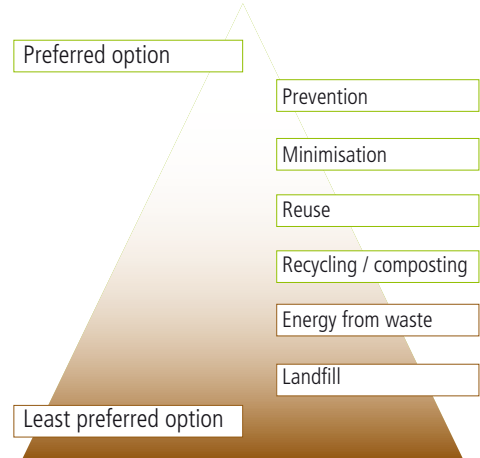 Preferred option
Prevention
Minimisation
Reuse
Recycling / composting
Energy from waste
Landfill
Least preferred option